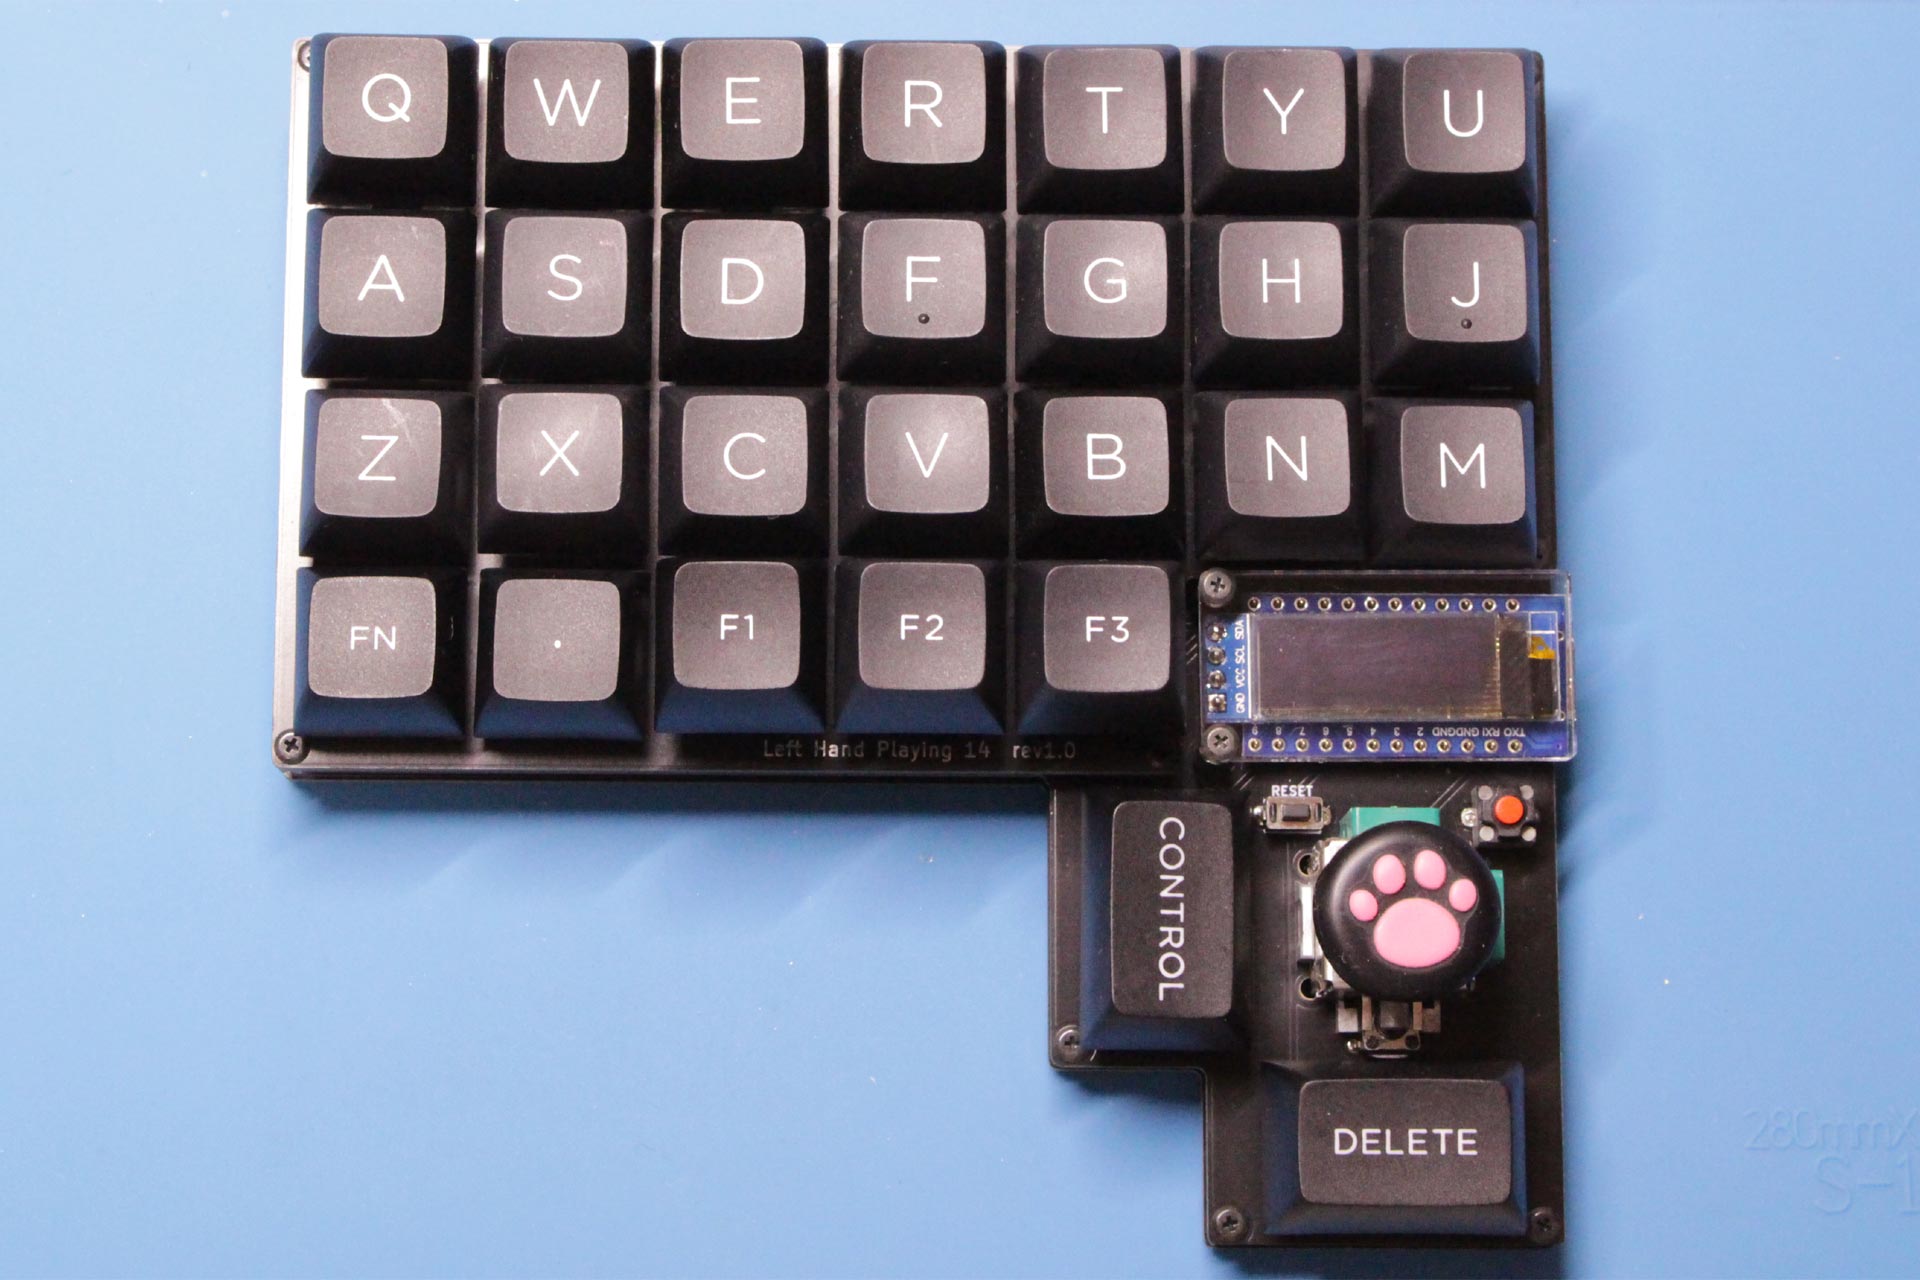 Q W E R T Y U
A S D F G H J
Z X C V B N M
FN . F1 F2 F3
GND VCC SCL SDA
9 8 7 6 5 4 3 2 GND GND RXI TXO
Left Hand Playing 14 rev1.0
RESET
CONTROL
DELETE
280mmX
S-1